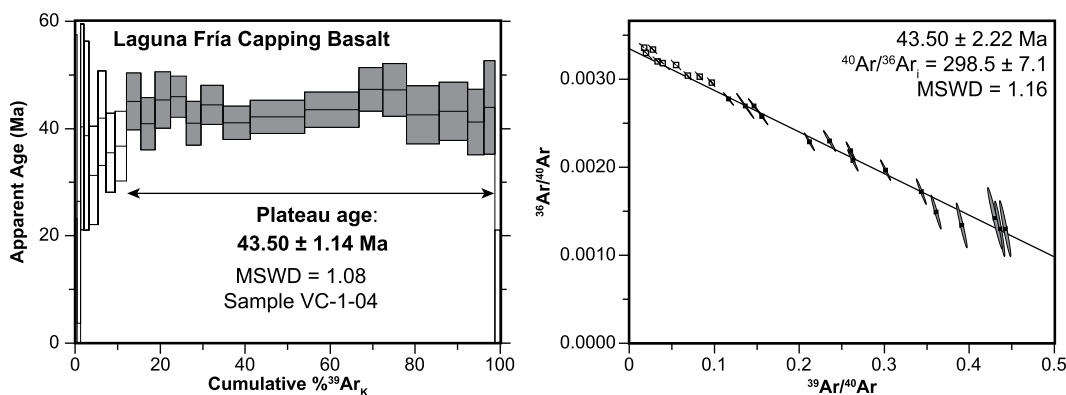 Laguna Fría Capping Basalt
Apparent Age (Ma)
60
40
20
0
Plateau age:
43.50 ± 1.14 Ma
MSWD = 1.08
Sample VC-1-04
0 20 40 60 80 100
Cumulative %³⁹Ar_K
43.50 ± 2.22 Ma
⁴⁰Ar/³⁶Ar_i = 298.5 ± 7.1
MSWD = 1.16
³⁶Ar/⁴⁰Ar
0.0030
0.0020
0.0010
0.0000
0 0.1 0.2 0.3 0.4 0.5
³⁹Ar/⁴⁰Ar